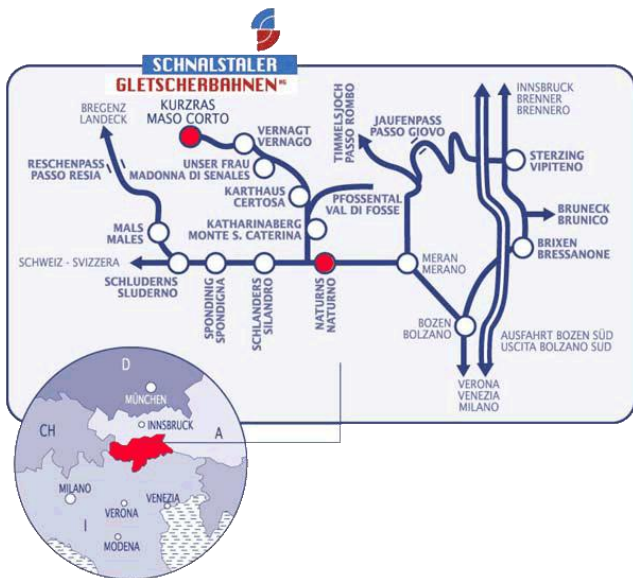 SCHNALSTALER
GLETSCHERBAHNEN AG
BREGENZ
LANDECK
KURZRAS
MASO CORTO
VERNAGT
VERNAGO
TIMMELSJOCH
PASSO ROMBO
JAUFENPASS
PASSO GIOVO
INNSBRUCK
BRENNER
BRENNERO
RESCHENPASS
PASSO RESIA
UNSER FRAU
MADONNA DI SENALES
STERZING
VIPITENO
KARTHAUS
CERTOSA
PFOSSENTAL
VAL DI FOSSE
BRUNECK
BRUNICO
MALS
MALES
KATHARINABERG
MONTE S. CATERINA
BRIXEN
BRESSANONE
SCHWEIZ - SVIZZERA
SCHLUDERNS
SLUDERNO
SPONDINIG
SPONDIGNA
SCHLANDERS
SILANDRO
NATURNS
NATURNO
MERAN
MERANO
BOZEN
BOLZANO
AUSFAHRT BOZEN SÜD
USCITA BOLZANO SUD
VERONA
VENEZIA
MILANO
D
MÜNCHEN
INNSBRUCK
CH
A
MILANO
VERONA
VENEZIA
I
MODENA